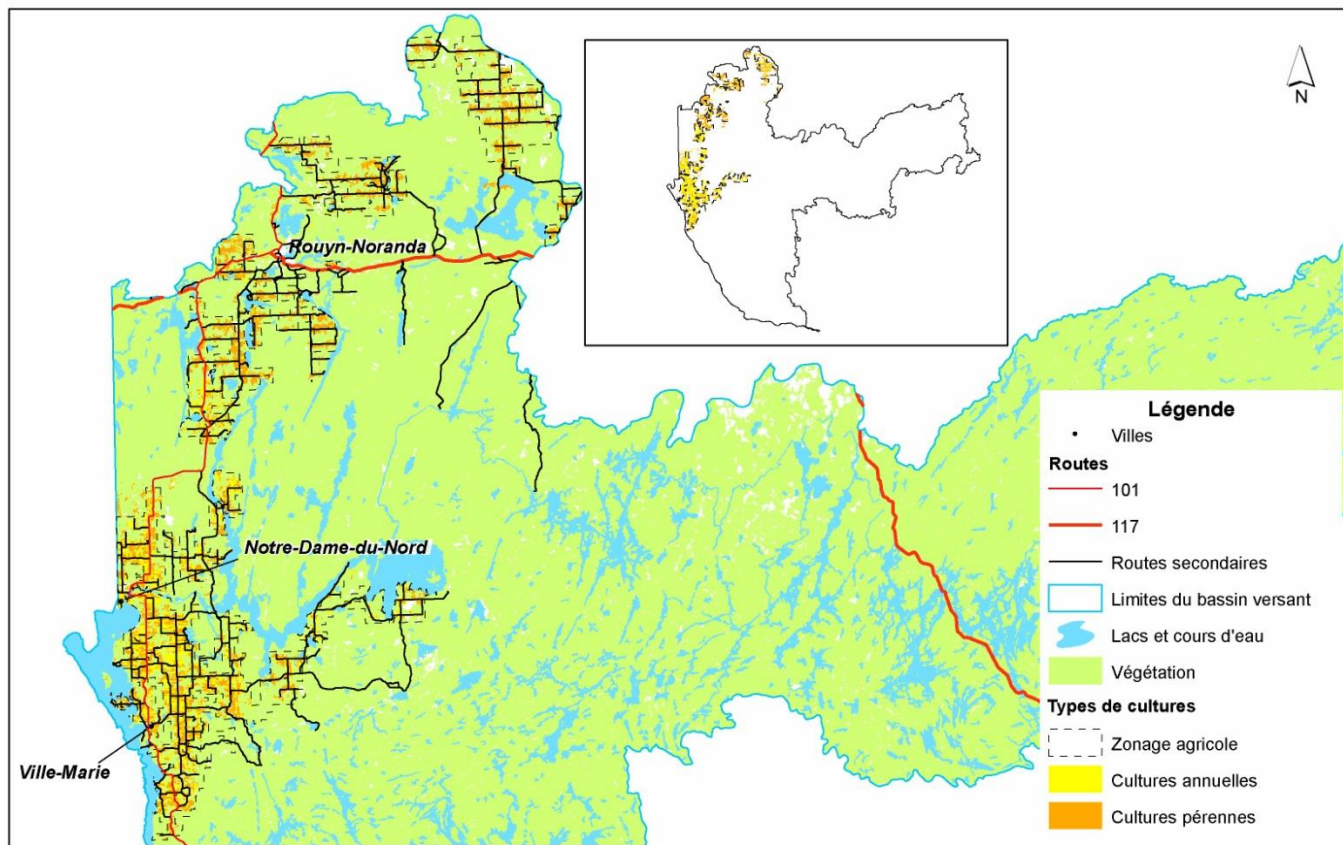 N
Rouyn-Noranda
Notre-Dame-du-Nord
Ville-Marie
Légende
Villes
Routes
101
117
Routes secondaires
Limites du bassin versant
Lacs et cours d'eau
Végétation
Types de cultures
Zonage agricole
Cultures annuelles
Cultures pérennes